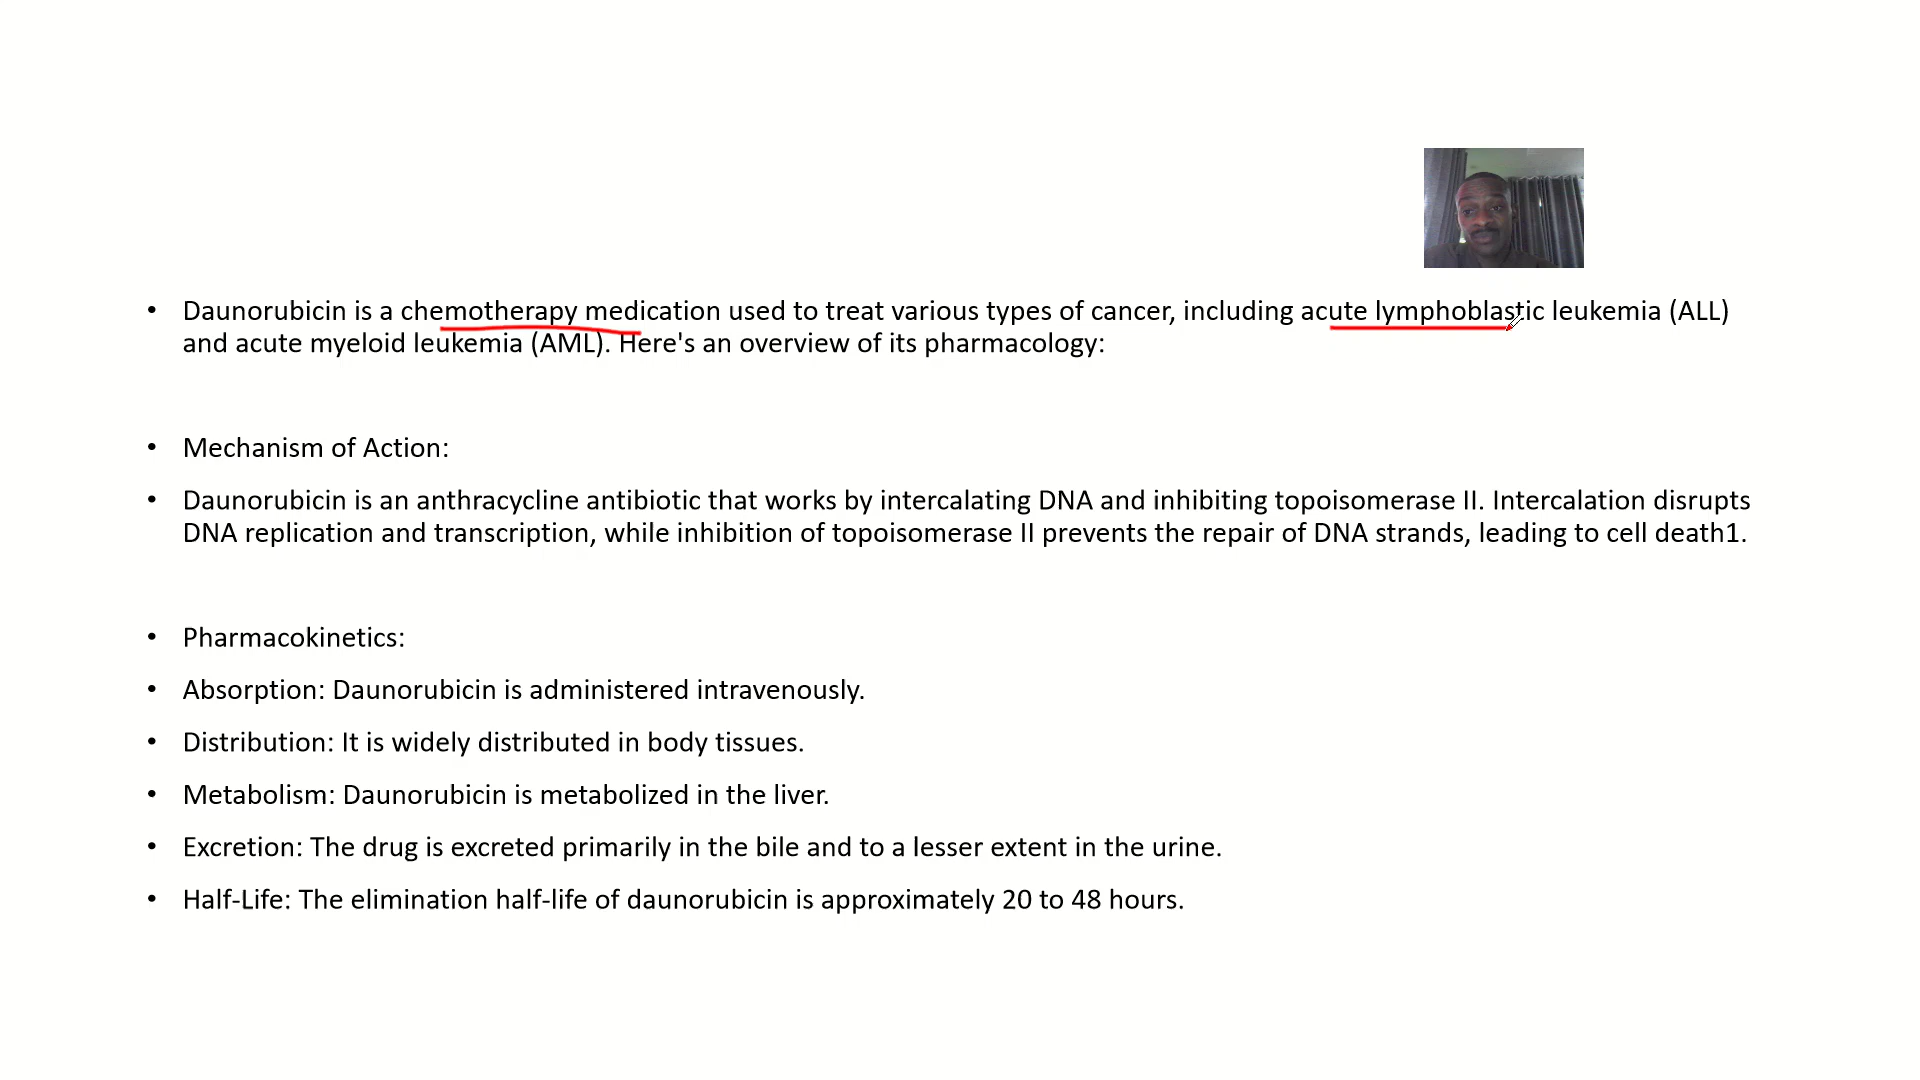 • Daunorubicin is a chemotherapy medication used to treat various types of cancer, including acute lymphoblastic leukemia (ALL)
and acute myeloid leukemia (AML). Here's an overview of its pharmacology:
• Mechanism of Action:
• Daunorubicin is an anthracycline antibiotic that works by intercalating DNA and inhibiting topoisomerase II. Intercalation disrupts
DNA replication and transcription, while inhibition of topoisomerase II prevents the repair of DNA strands, leading to cell death1.
• Pharmacokinetics:
• Absorption: Daunorubicin is administered intravenously.
• Distribution: It is widely distributed in body tissues.
• Metabolism: Daunorubicin is metabolized in the liver.
• Excretion: The drug is excreted primarily in the bile and to a lesser extent in the urine.
• Half-Life: The elimination half-life of daunorubicin is approximately 20 to 48 hours.